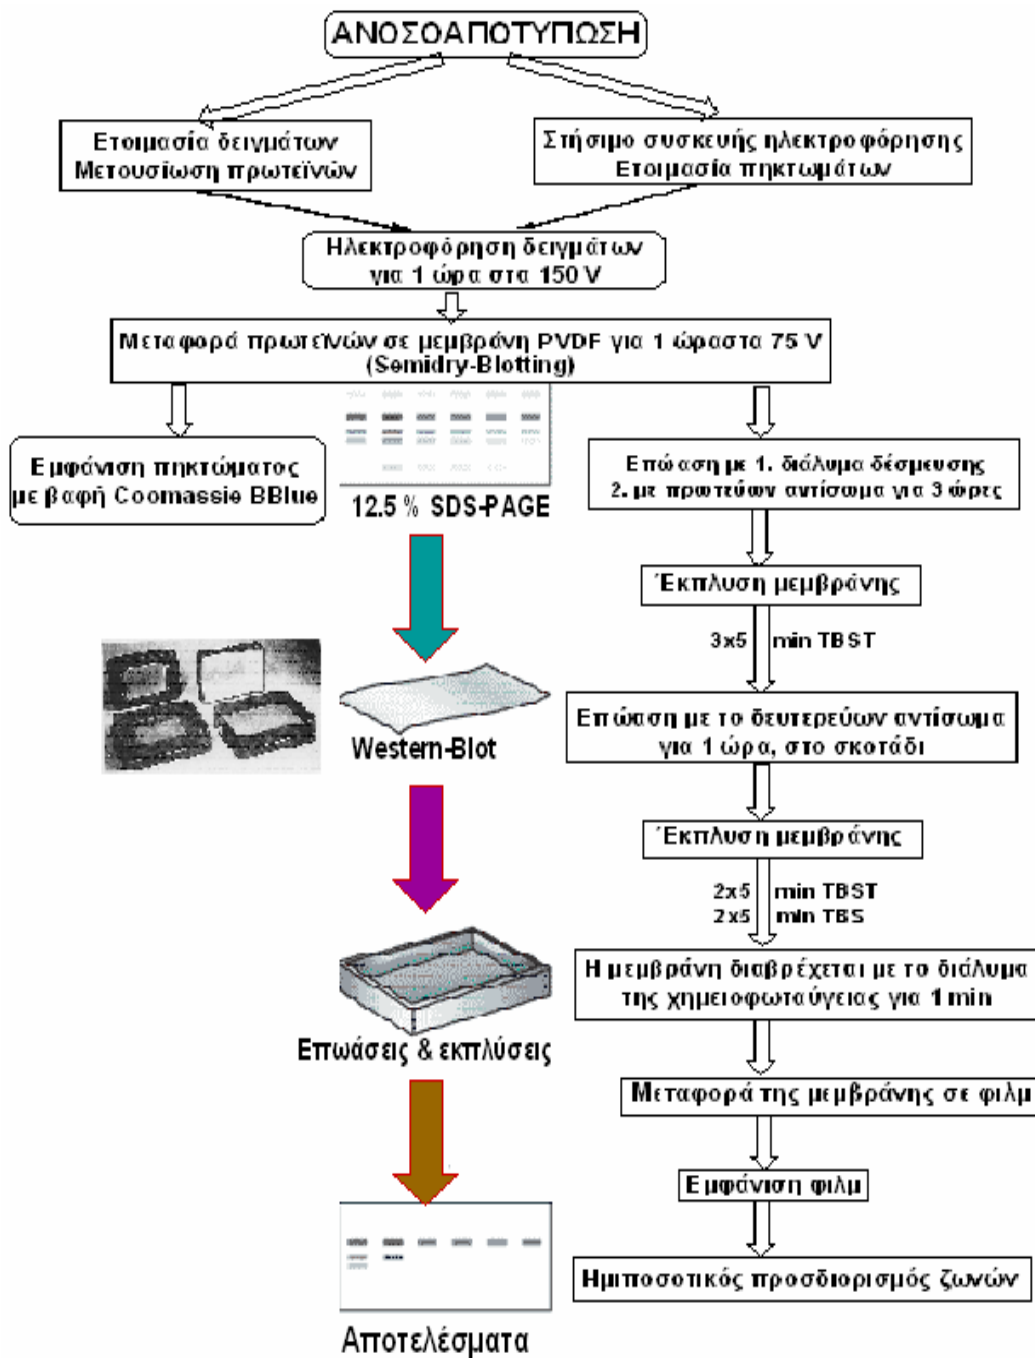 ΑΝΟΣΟΑΠΟΤΥΠΩΣΗ
Ετοιμασία δειγμάτων
Μετουσίωση πρωτεϊνών
Στήσιμο συσκευής ηλεκτροφόρησης
Ετοιμασία πηκτωμάτων
Ηλεκτροφόρηση δειγμάτων
για 1 ώρα στα 150 V
Μεταφορά πρωτεϊνών σε μεμβράνη PVDF για 1 ώραστα 75 V
(Semidry-Blotting)
Εμφάνιση πηκτώματος
με βαφή Coomassie BBlue
12.5 % SDS-PAGE
Επώαση με 1. διάλυμα δέσμευσης
2. με πρωτεύων αντίσωμα για 3 ώρες
Έκπλυση μεμβράνης
3x5 min TBST
Western-Blot
Επώαση με το δευτερεύων αντίσωμα
για 1 ώρα, στο σκοτάδι
Έκπλυση μεμβράνης
2x5 min TBST
2x5 min TBS
Επωάσεις & εκπλύσεις
Η μεμβράνη διαβρέχεται με το διάλυμα
της χημειοφωταύγειας για 1 min
Μεταφορά της μεμβράνης σε φιλμ
Εμφάνιση φιλμ
Ημιποσοτικός προσδιορισμός ζωνών
Αποτελέσματα